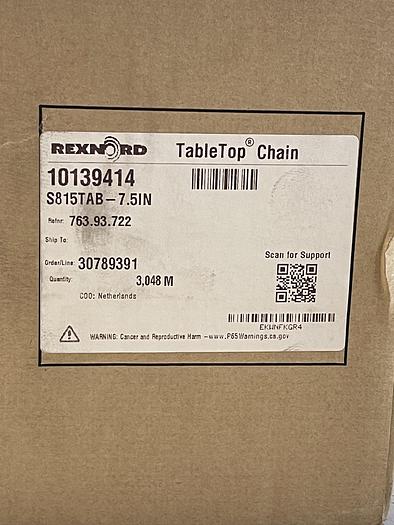 REXNORD TableTop® Chain
10139414
S815TAB-7.5IN
Refnr: 763.93.722
Ship To:
Scan for Support
Order/Line: 30789391
Quantity: 3,048 M
COO: Netherlands
EKWNFKGR4
WARNING: Cancer and Reproductive Harm -www.P65Warnings.ca.gov